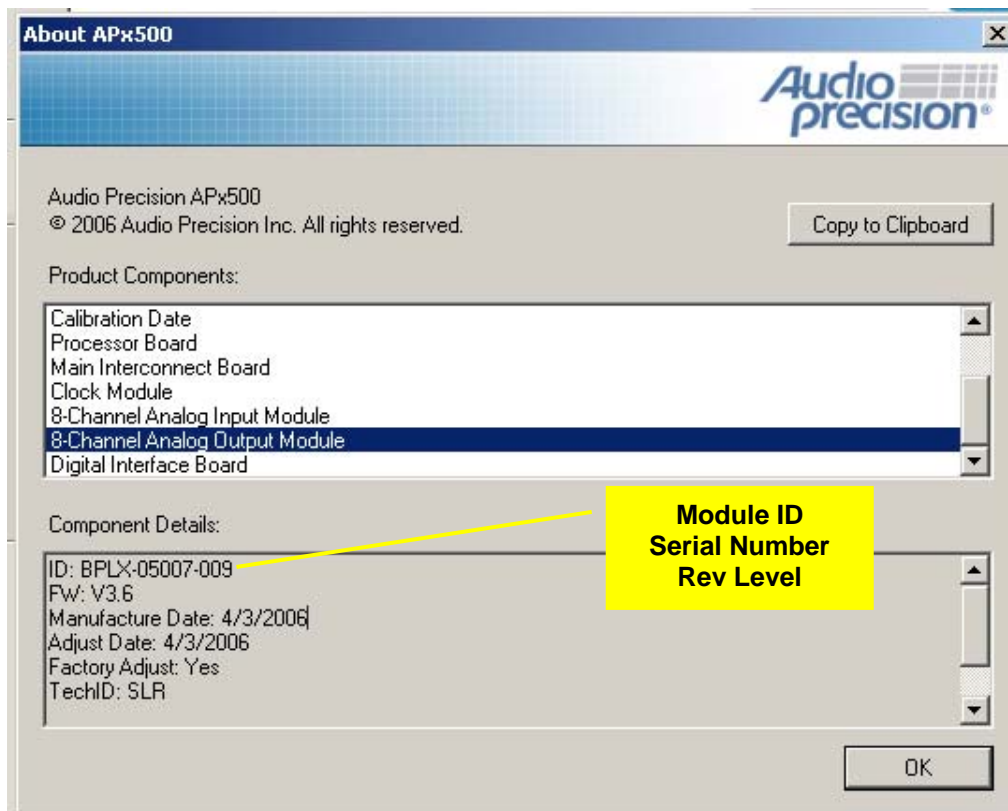 About APx500
Audio
precision®
Audio Precision APx500
© 2006 Audio Precision Inc. All rights reserved.
Copy to Clipboard
Product Components:
Calibration Date
Processor Board
Main Interconnect Board
Clock Module
8-Channel Analog Input Module
8-Channel Analog Output Module
Digital Interface Board
Component Details:
Module ID
Serial Number
Rev Level
ID: BPLX-05007-009
FW: V3.6
Manufacture Date: 4/3/2006
Adjust Date: 4/3/2006
Factory Adjust: Yes
TechID: SLR
OK